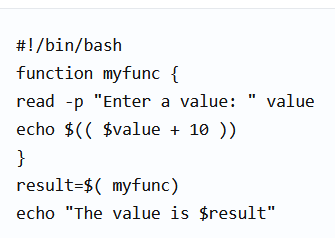 #!/bin/bash
function myfunc {
read -p "Enter a value: " value
echo $(( $value + 10 ))
}
result=$( myfunc)
echo "The value is $result"